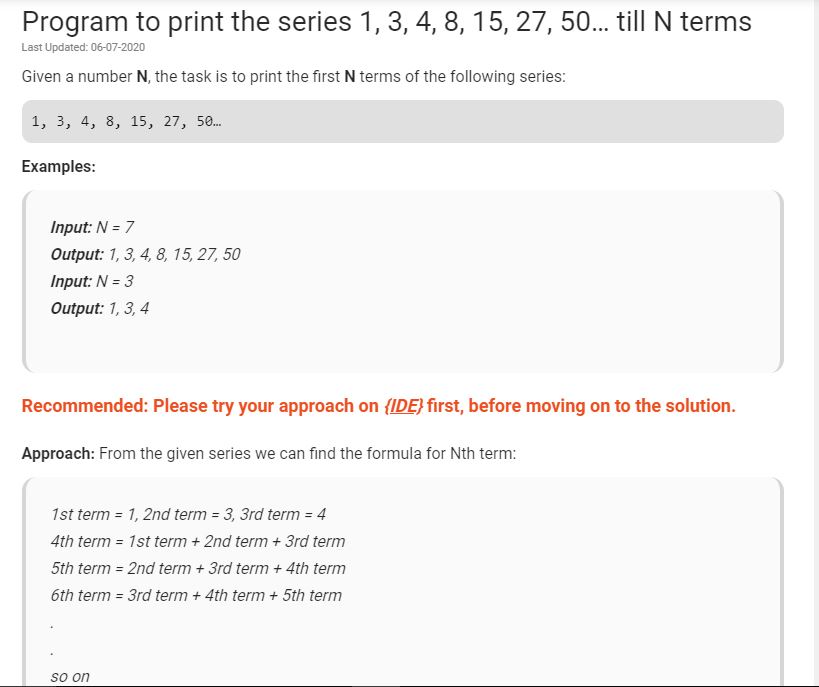 Program to print the series 1, 3, 4, 8, 15, 27, 50… till N terms
Last Updated: 06-07-2020
Given a number N, the task is to print the first N terms of the following series:
1, 3, 4, 8, 15, 27, 50…
Examples:
Input: N = 7
Output: 1, 3, 4, 8, 15, 27, 50
Input: N = 3
Output: 1, 3, 4
Recommended: Please try your approach on {IDE} first, before moving on to the solution.
Approach: From the given series we can find the formula for Nth term:
1st term = 1, 2nd term = 3, 3rd term = 4
4th term = 1st term + 2nd term + 3rd term
5th term = 2nd term + 3rd term + 4th term
6th term = 3rd term + 4th term + 5th term
.
.
so on